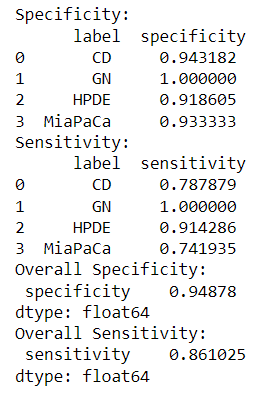 Specificity:
label specificity
0 CD 0.943182
1 GN 1.000000
2 HPDE 0.918605
3 MiaPaCa 0.933333
Sensitivity:
label sensitivity
0 CD 0.787879
1 GN 1.000000
2 HPDE 0.914286
3 MiaPaCa 0.741935
Overall Specificity:
specificity 0.94878
dtype: float64
Overall Sensitivity:
sensitivity 0.861025
dtype: float64